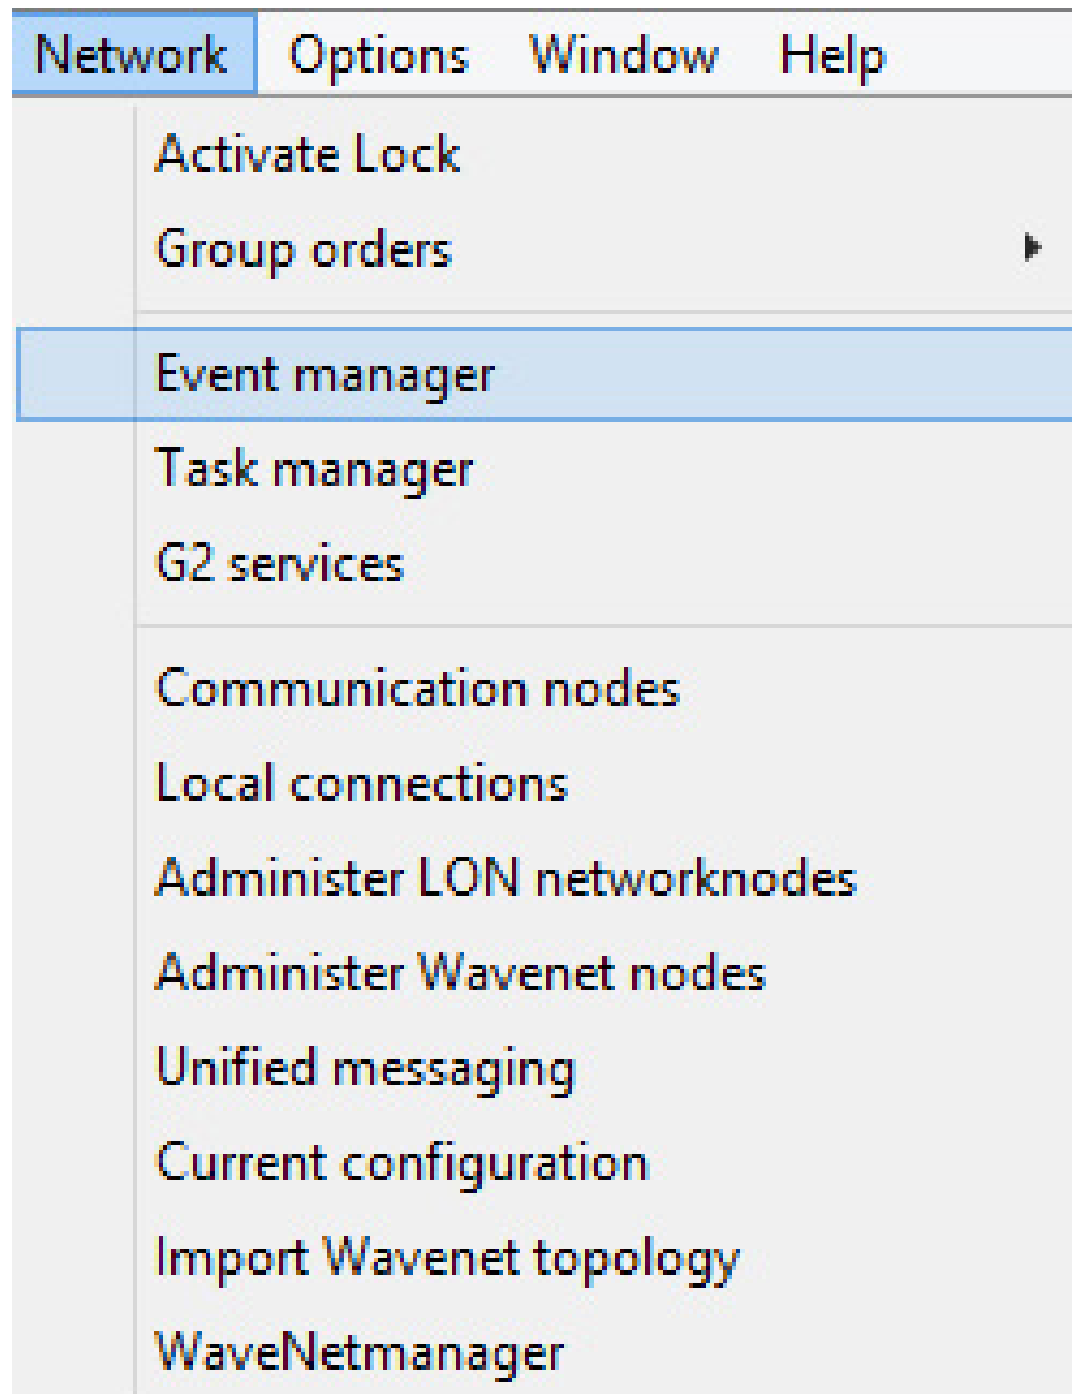 Network Options Window Help
Activate Lock
Group orders
Event manager
Task manager
G2 services
Communication nodes
Local connections
Administer LON networknodes
Administer Wavenet nodes
Unified messaging
Current configuration
Import Wavenet topology
WaveNetmanager